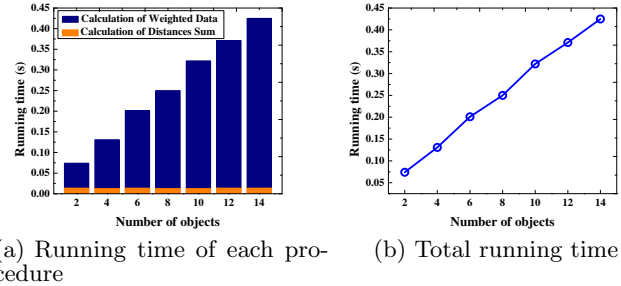 0.45
0.40
0.35
0.30
0.25
0.20
0.15
0.10
0.05
0.00
Running time (s)
Calculation of Weighted Data
Calculation of Distances Sum
2 4 6 8 10 12 14
Number of objects
0.45
0.40
0.35
0.30
0.25
0.20
0.15
0.10
0.05
Running time (s)
2 4 6 8 10 12 14
Number of objects
a) Running time of each pro-
cedure
(b) Total running time